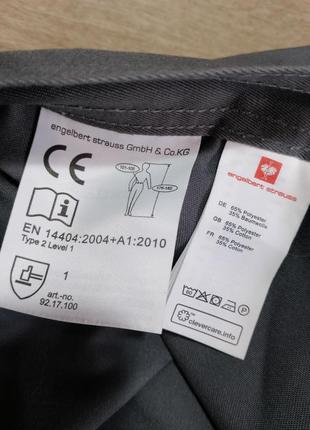 engelbert strauss GmbH & Co.KG
CE
i
EN 14404:2004+A1:2010
Type 2 Level 1
1
art.-no.
92.17.100
engelbert strauss
DE 65% Polyester
35% Baumwolle
GB 65% Polyester
35% Cotton
FR 65% Polyester
35% Cotton
60
P
clevercare.info